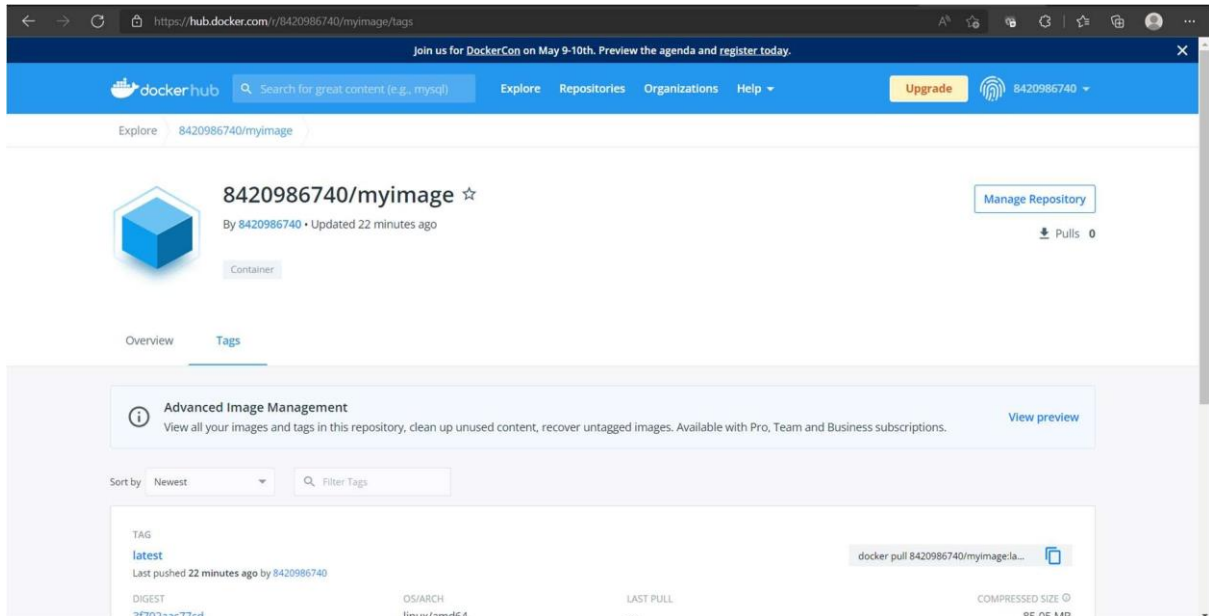 https://hub.docker.com/r/8420986740/myimage/tags
Join us for DockerCon on May 9-10th. Preview the agenda and register today.
dockerhub
Search for great content (e.g., mysql)
Explore Repositories Organizations Help
Upgrade
8420986740
Explore 8420986740/myimage
8420986740/myimage
Manage Repository
By 8420986740 • Updated 22 minutes ago
Pulls 0
Container
Overview Tags
Advanced Image Management
View all your images and tags in this repository, clean up unused content, recover untagged images. Available with Pro, Team and Business subscriptions.
View preview
Sort by Newest
Filter Tags
TAG
latest
docker pull 8420986740/myimage:la...
Last pushed 22 minutes ago by 8420986740
DIGEST OS/ARCH LAST PULL COMPRESSED SIZE
linux/amd64